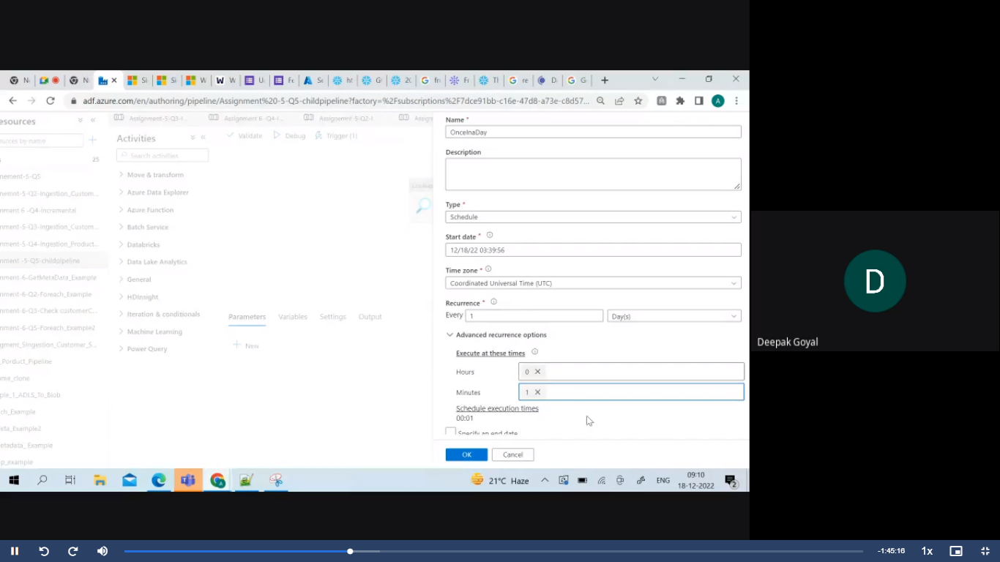 adf.azure.com/en/authoring/pipeline/Assignment%20-5-Q5-childpipeline?factory=%2Fsubscriptions%2F7dce91bb-c16e-47d8-a73e-c8d57...
A
esources
Assignment-5-Q3-I...
Assignment 6 -Q4-I...
Assignemnt-5-Q2-I
Assign
Activities
Validate
Debug
Trigger (1)
ources by name
Search activities
25
nement-5-Q5
nemnt-5-Q2-Ingestion_Custom...
nment 6 -Q4-Incramental
nment-5-Q3-Ingestion_Custom...
nment-5-Q4-Ingestion_Product...
nment -5-Q5-childpipeline
nment-6-GetMetaData_Example
nment-6-Q2-Foreach_Example
nment-6-Q3-Check customerC...
nment-6-Q5-Foreach_Example2
gment_SIngestion_Customer_S...
_Porduct_Pipeline
me_clone
ple_1_ADLS_To_Blob
ch_Example
eta_Example2
etadata_ Example
p_example
Move & transform
Azure Data Explorer
Azure Function
Batch Service
Databricks
Data Lake Analytics
General
HDInsight
Iteration & conditionals
Machine Learning
Power Query
Lookup
Parameters
Variables
Settings
Output
New
Name *
OnceInaDay
Description
Type *
Schedule
Start date *
12/18/22 03:39:56
Time zone *
Coordinated Universal Time (UTC)
Recurrence *
Every 1 Day(s)
Advanced recurrence options
Execute at these times
Hours 0
Minutes 1
Schedule execution times
00:01
Specify an end date
OK
Cancel
21°C Haze
ENG
09:10
18-12-2022
2
D
Deepak Goyal
-1:45:16
1x